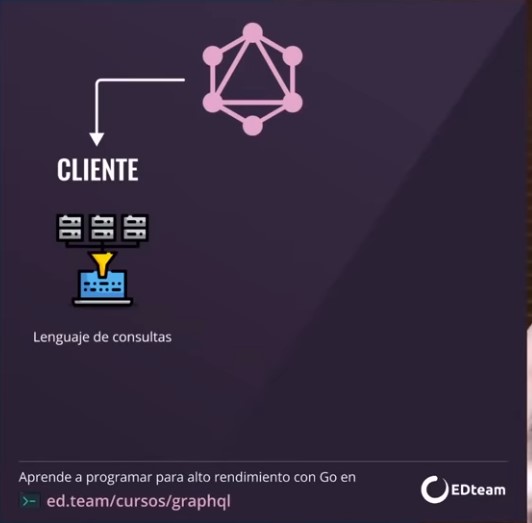 CLIENTE
Lenguaje de consultas
Aprende a programar para alto rendimiento con Go en
>- ed.team/cursos/graphql
EDteam